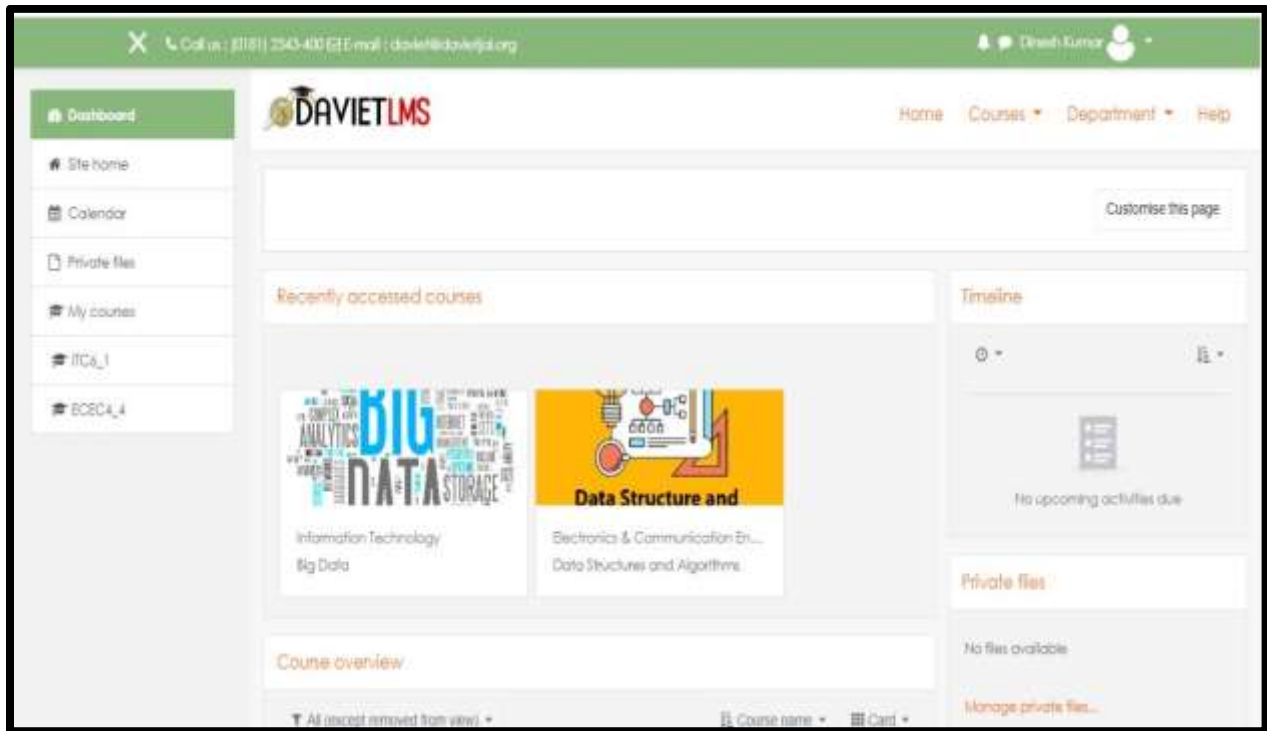 Call us : (0181) 2543-400 E-mail : daviet@davietjal.org
Dinesh Kumar
Dashboard
Site home
Calendar
Private files
My courses
ITC6_1
ECEC4_4
DAVIETLMS
Home Courses Department Help
Customise this page
Recently accessed courses
ANALYTICS
BIG
DATA
STORAGE
Information Technology
Big Data
Data Structure and
Electronics & Communication En...
Data Structures and Algorithms
Timeline
No upcoming activities due
Private files
No files available
Manage private files...
Course overview
All (except removed from view)
Course name
Card